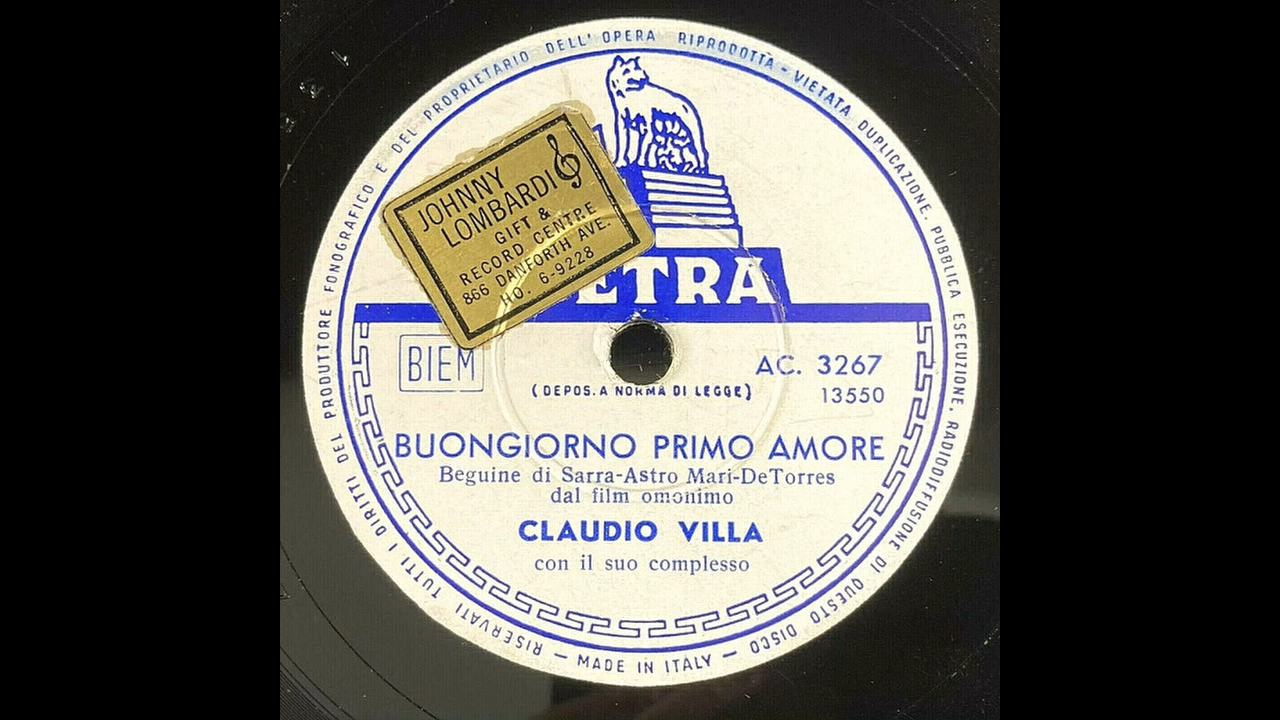 RISERVATI TUTTI I DIRITTI DEL PRODUTTORE FONOGRAFICO E DEL PROPRIETARIO DELL'OPERA RIPRODOTTA - VIETATA DUPLICAZIONE, PUBBLICA ESECUZIONE, RADIODIFFUSIONE DI QUESTO DISCO
JOHNNY
LOMBARDI
GIFT &
RECORD CENTRE
866 DANFORTH AVE.
HO. 6-9228
ETRA
BIEM
AC. 3267
(DEPOS. A NORMA DI LEGGE)
13550
BUONGIORNO PRIMO AMORE
Beguine di Sarra-Astro Mari-DeTorres
dal film omonimo
CLAUDIO VILLA
con il suo complesso
— MADE IN ITALY —